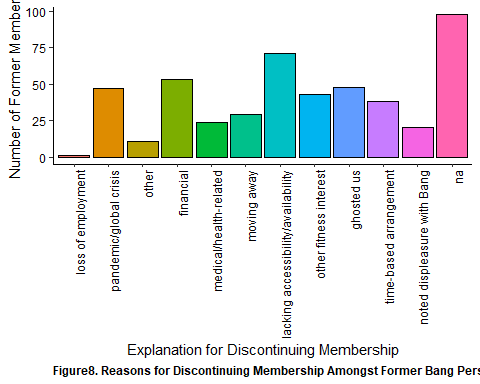 Number of Former Member
100
75
50
25
0
loss of employment
pandemic/global crisis
other
financial
medical/health-related
moving away
lacking accessibility/availability
other fitness interest
ghosted us
time-based arrangement
noted displeasure with Bang
na
Explanation for Discontinuing Membership
Figure8. Reasons for Discontinuing Membership Amongst Former Bang Pers